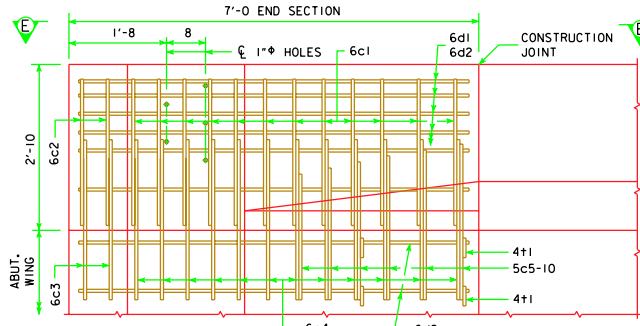 7'-0 END SECTION
E
1'-8
8
℄ 1"Φ HOLES
6c1
6d1
6d2
CONSTRUCTION
JOINT
2'-10
6c2
ABUT.
WING
6c3
4t1
5c5-10
4t1